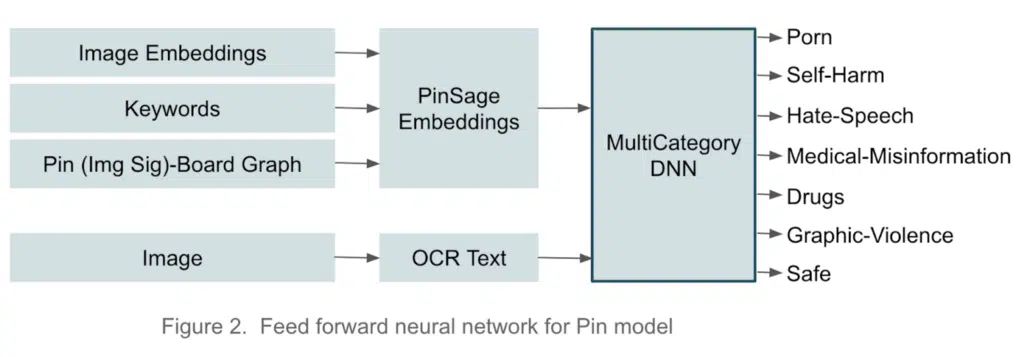 Image Embeddings
Keywords
Pin (Img Sig)-Board Graph
Image
PinSage
Embeddings
OCR Text
MultiCategory
DNN
Porn
Self-Harm
Hate-Speech
Medical-Misinformation
Drugs
Graphic-Violence
Safe
Figure 2.  Feed forward neural network for Pin model